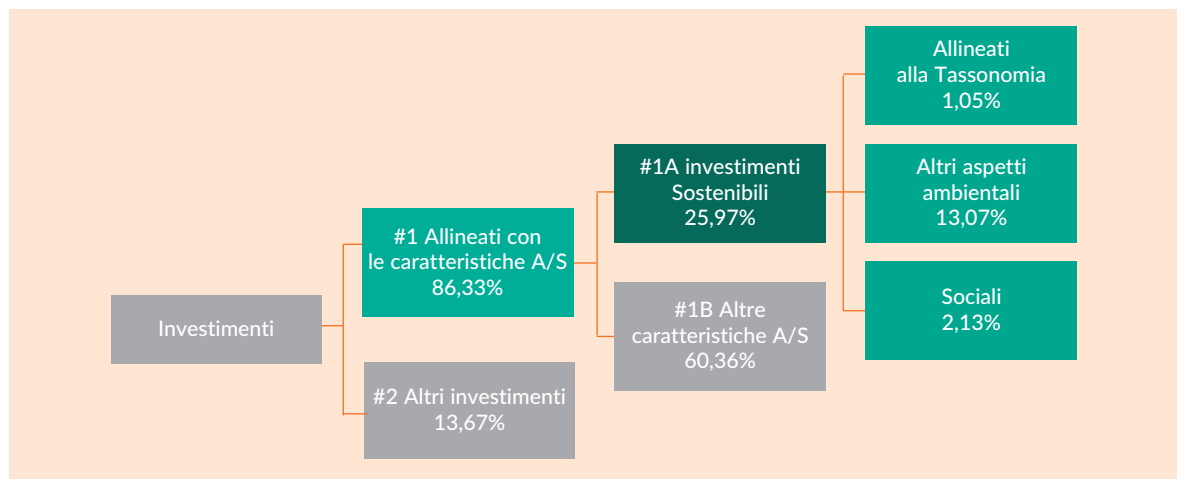 Investimenti
#1 Allineati con
le caratteristiche A/S
86,33%
#2 Altri investimenti
13,67%
#1A investimenti
Sostenibili
25,97%
#1B Altre
caratteristiche A/S
60,36%
Allineati
alla Tassonomia
1,05%
Altri aspetti
ambientali
13,07%
Sociali
2,13%